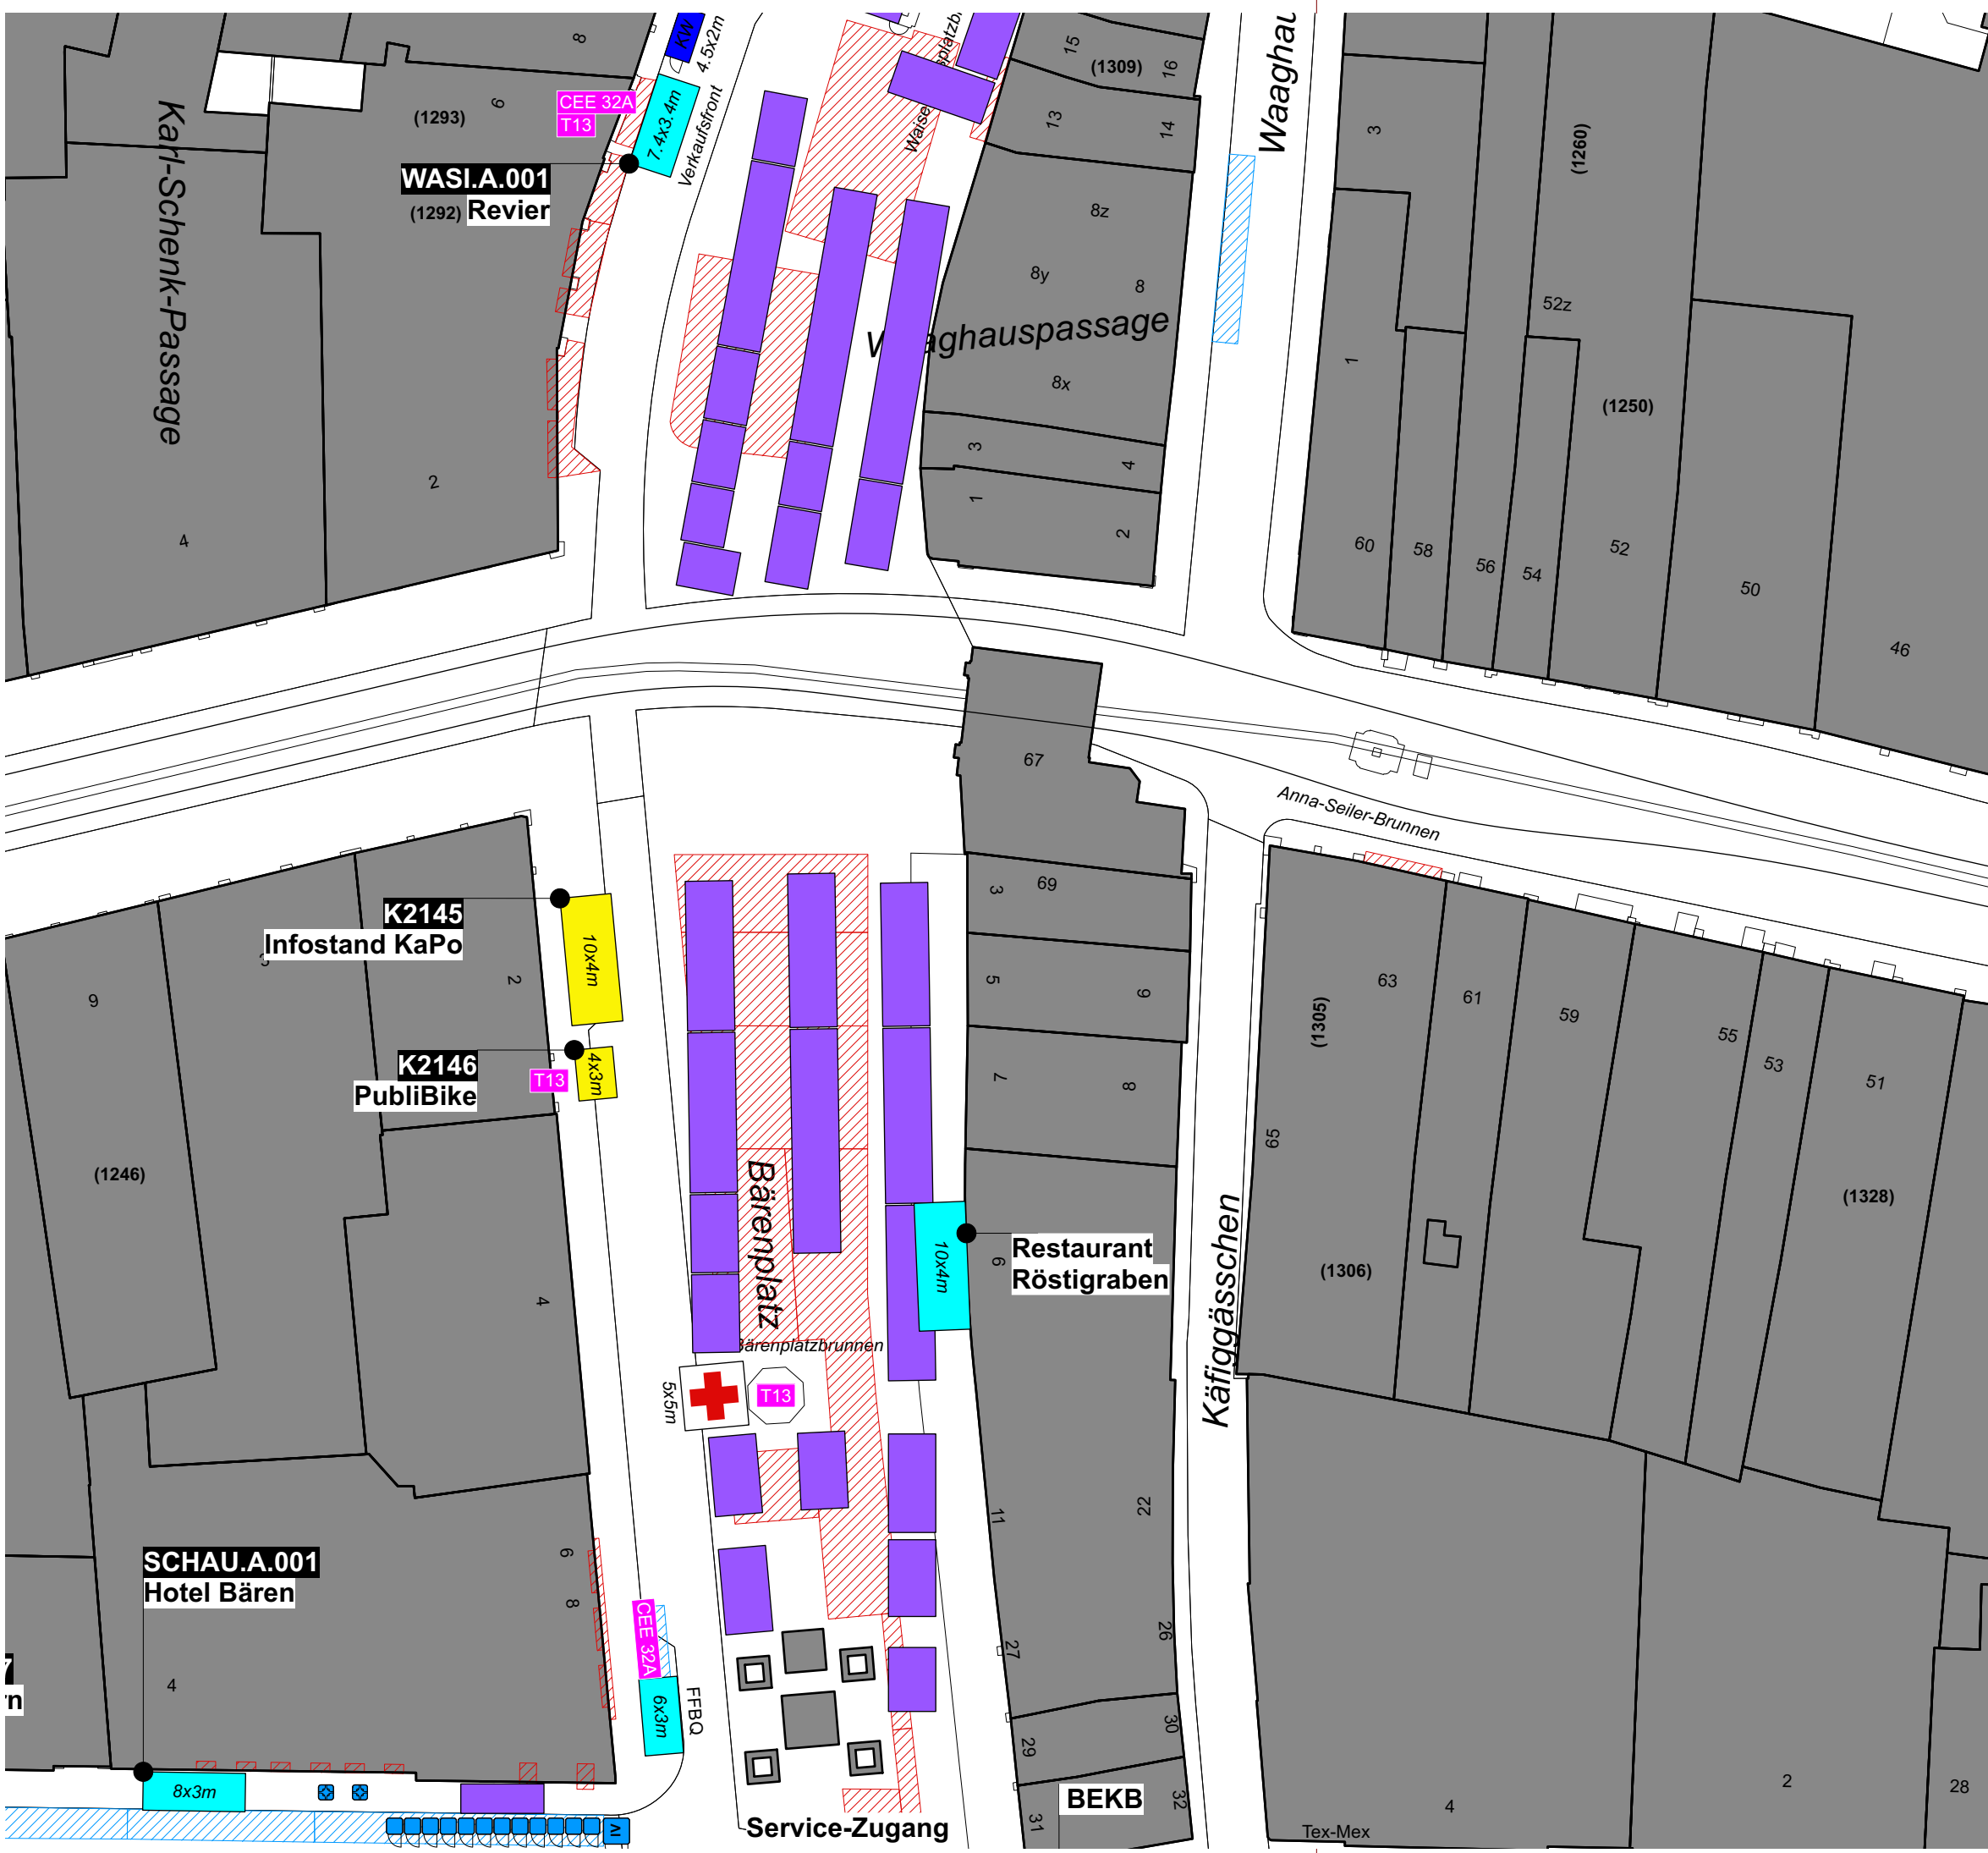 8
KW
4.5x2m
15
(1309)
16
Waaghau
CEE 32A
T13
6
(1293)
7.4x3.4m
Verkaufsfront
13
14
3
(1260)
Karl-Schenk-Passage
WASI.A.001
(1292) Revier
8z
8y
8
52z
Waaghauspassage
8x
1
(1250)
3
4
2
4
1
2
60
58
56
54
52
50
46
67
Anna-Seiler-Brunnen
K2145
Infostand KaPo
10x4m
3
69
9
2
5
6
(1305)
63
61
59
55
53
51
K2146
PubliBike
T13
4x3m
7
8
65
(1246)
Bärenplatz
(1328)
4
10x4m
6
Restaurant
Röstigraben
Käfiggässchen
(1306)
Bärenplatzbrunnen
5x5m
T13
11
22
SCHAU.A.001
Hotel Bären
6
8
CEE 32A
27
26
7
rn
4
6x3m
FFBQ
29
30
8x3m
BEKB
31
32
Service-Zugang
4
2
28
Tex-Mex